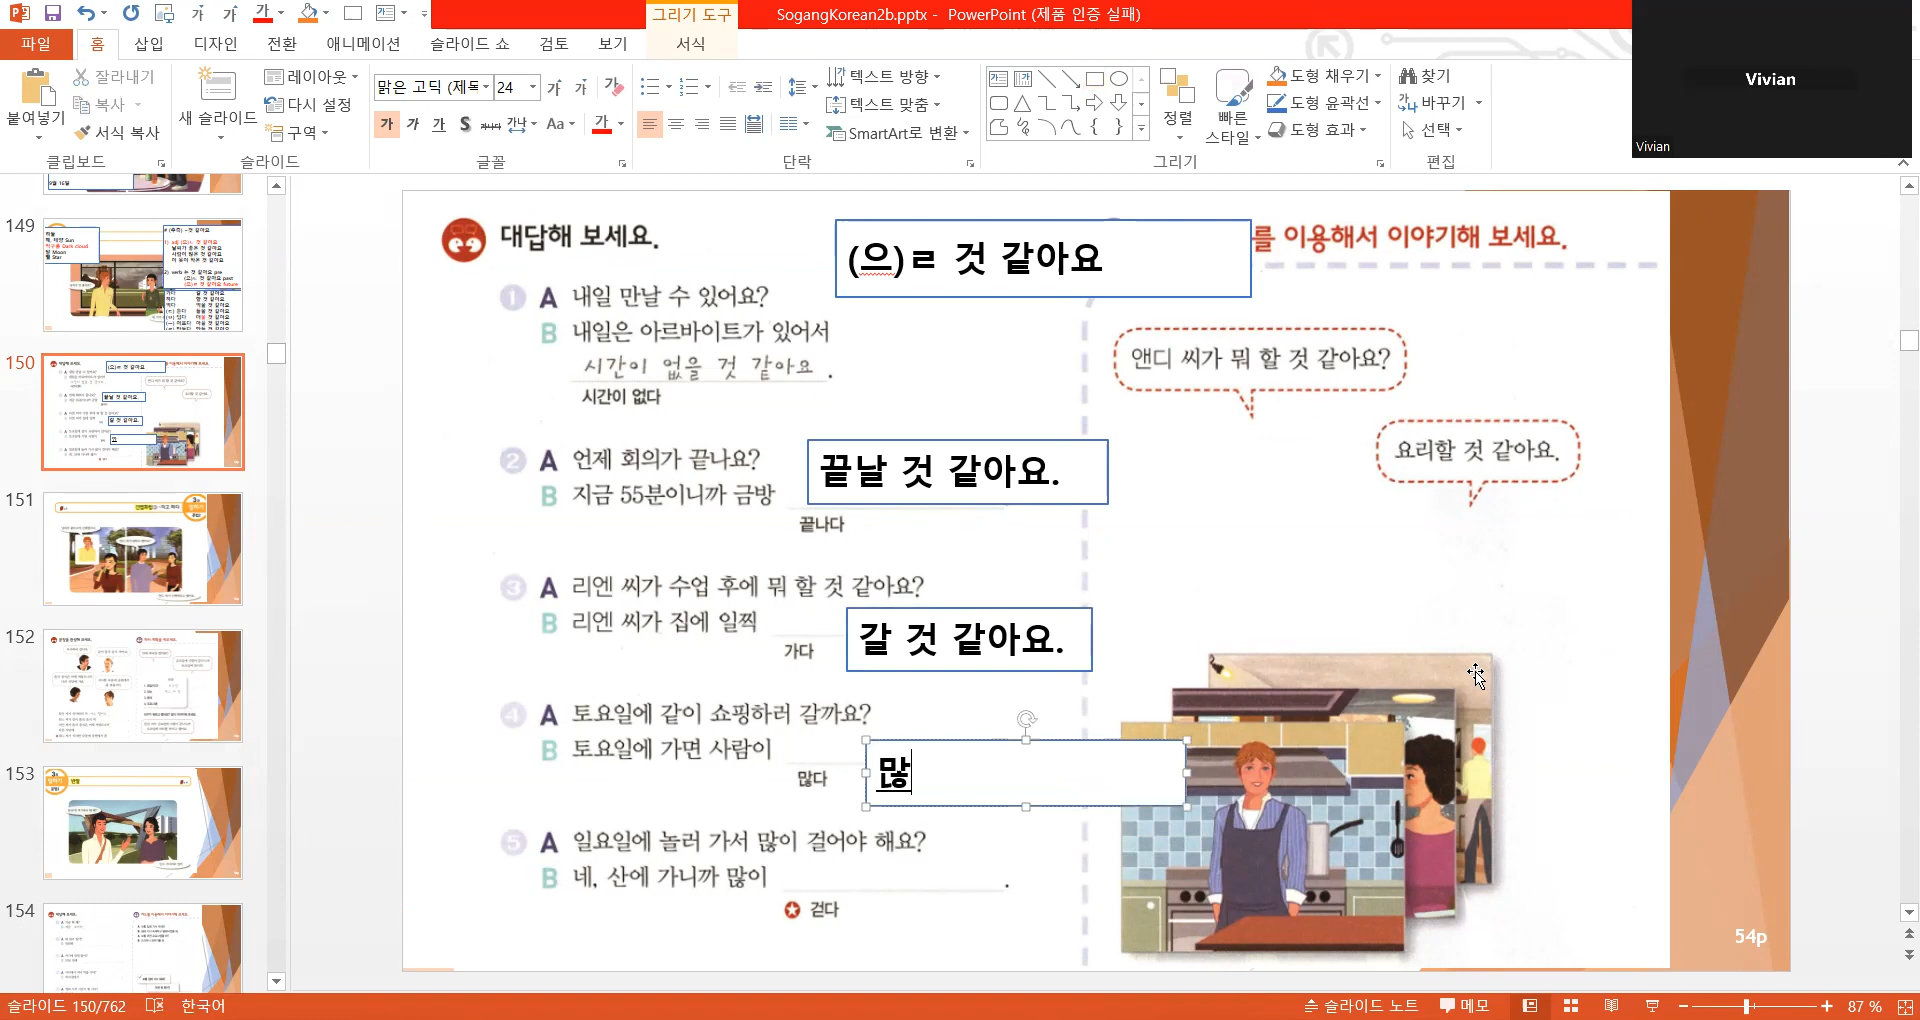 SogangKorean2b.pptx - PowerPoint (제품 인증 실패)
그리기 도구
파일
홈
삽입
디자인
전환
애니메이션
슬라이드 쇼
검토
보기
서식
붙여넣기
잘라내기
복사
서식 복사
클립보드
새 슬라이드
레이아웃
다시 설정
구역
슬라이드
맑은 고딕 (제목
24
글꼴
텍스트 방향
텍스트 맞춤
SmartArt로 변환
단락
정렬
빠른 스타일
도형 채우기
도형 윤곽선
도형 효과
그리기
찾기
바꾸기
선택
편집
Vivian
Vivian
149
150
151
152
153
154
대답해 보세요.
(으)ㄹ 것 같아요
를 이용해서 이야기해 보세요.
1 A 내일 만날 수 있어요?
B 내일은 아르바이트가 있어서
시간이 없을 것 같아요.
시간이 없다
2 A 언제 회의가 끝나요?
B 지금 55분이니까 금방
끝날 것 같아요.
끝나다
3 A 리엔 씨가 수업 후에 뭐 할 것 같아요?
B 리엔 씨가 집에 일찍
갈 것 같아요.
가다
4 A 토요일에 같이 쇼핑하러 갈까요?
B 토요일에 가면 사람이
많
많다
5 A 일요일에 놀러 가서 많이 걸어야 해요?
B 네, 산에 가니까 많이 .
걷다
앤디 씨가 뭐 할 것 같아요?
요리할 것 같아요.
54p
슬라이드 150/762
한국어
슬라이드 노트
메모
87 %